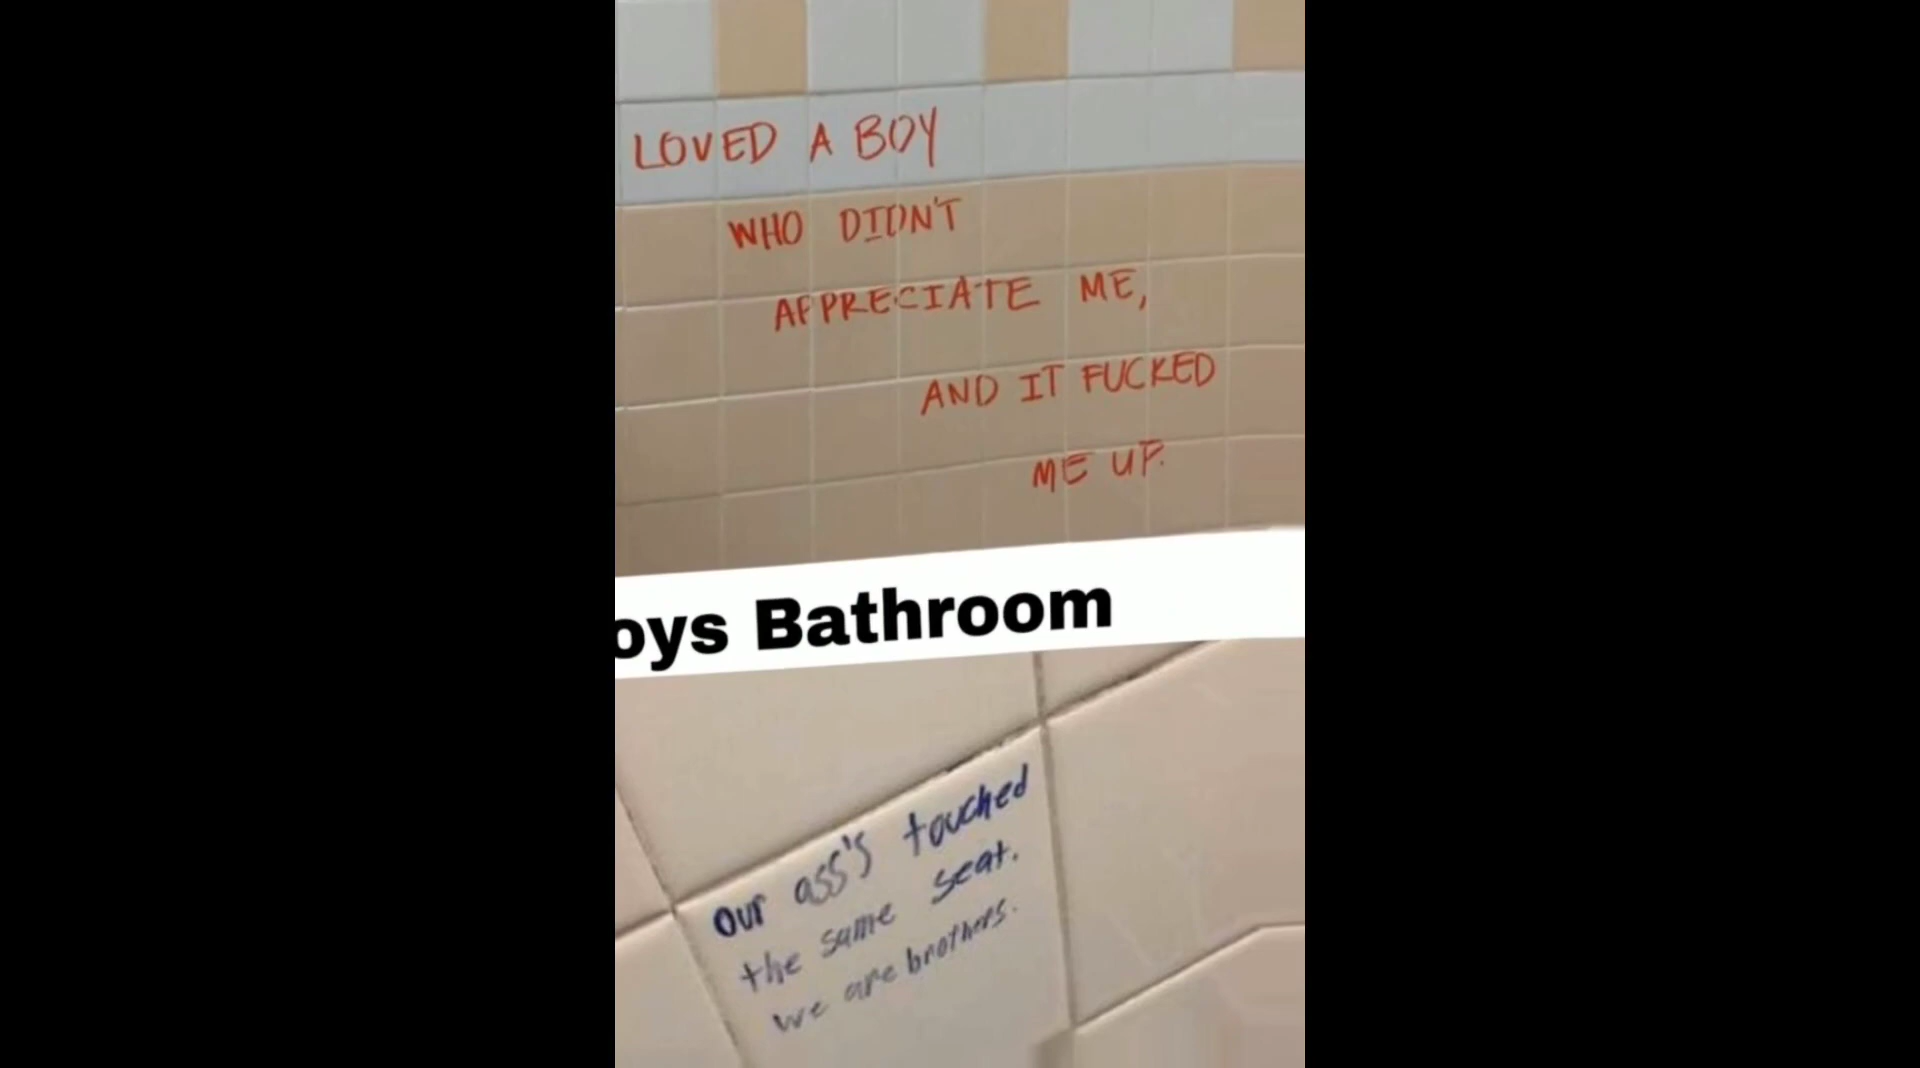 LOVED A BOY
WHO DIDN'T
APPRECIATE ME,
AND IT FUCKED
ME UP.
oys Bathroom
our ass's touched
the same seat.
we are brothers.